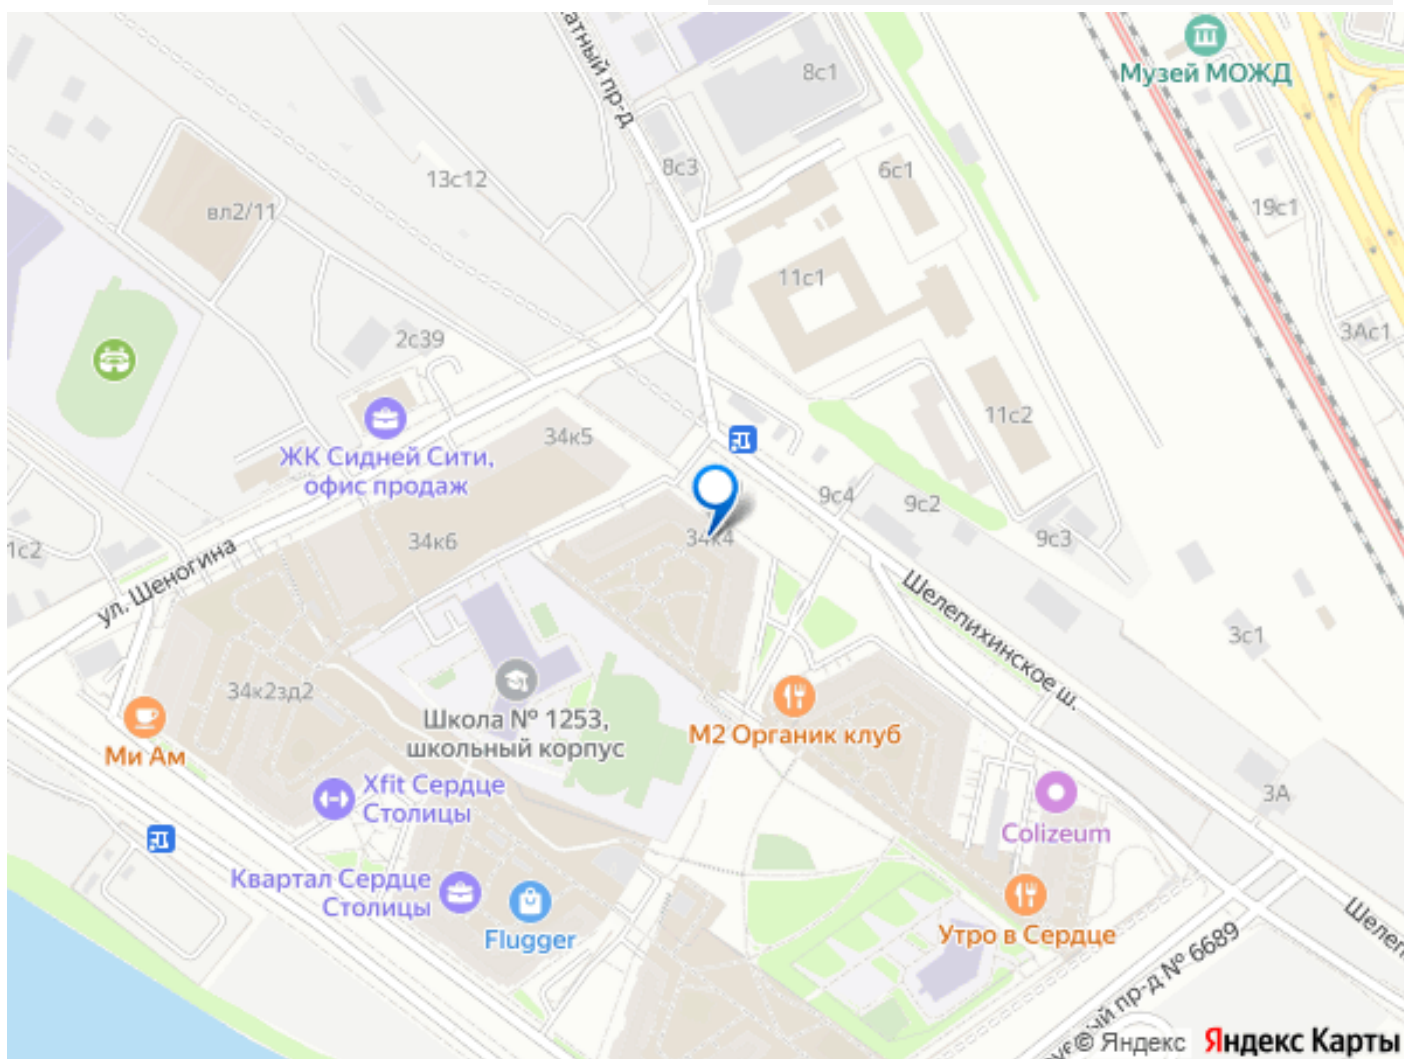 атный пр-д
8с1
Музей МОЖД
13с12
8с3
6с1
вл2/11
19с1
11с1
2с39
3Ас1
34к5
11с2
ЖК Сидней Сити,
офис продаж
9с4
9с2
34к6
34к4
9с3
1с2
ул. Шеногина
Шелепихинское ш.
3с1
34к2зд2
Школа № 1253,
школьный корпус
М2 Органик клуб
Ми Ам
Xfit Сердце
Столицы
3А
Colizeum
Квартал Сердце
Столицы
Flugger
Утро в Сердце
Шелеп
пр-д № 6689
© Яндекс Яндекс Карты